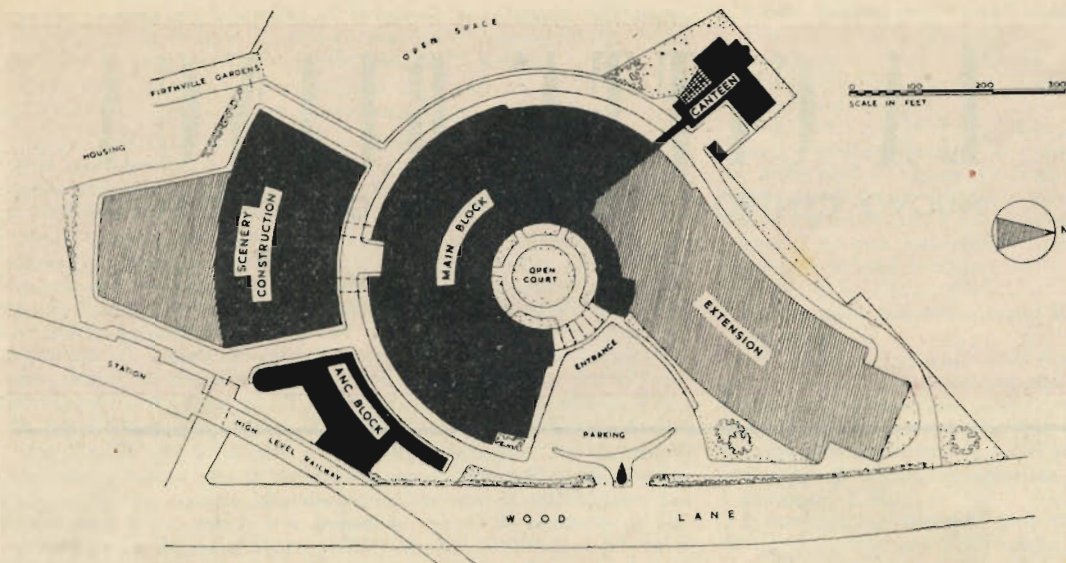 OPEN SPACE
FIRTHVILLE GARDENS
CANTEEN
0 100 200 300
SCALE IN FEET
HOUSING
SCENERY
CONSTRUCTION
MAIN BLOCK
N
OPEN
COURT
EXTENSION
ENTRANCE
STATION
ANC. BLOCK
HIGH LEVEL RAILWAY
PARKING
WOOD LANE